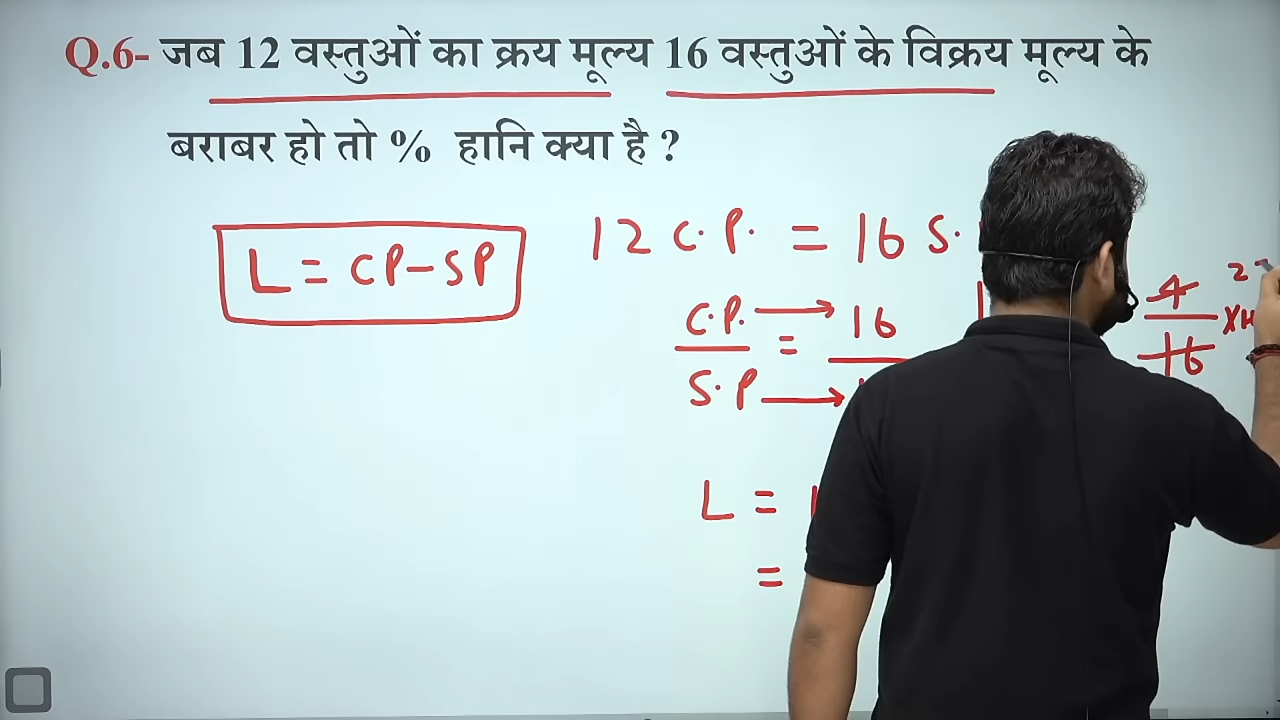 Q.6- जब 12 वस्तुओं का क्रय मूल्य 16 वस्तुओं के विक्रय मूल्य के
बराबर हो तो % हानि क्या है ?
L = CP-SP
12 C.P. = 16 S.
C.P. → 16
=
S.P →
L =
=
4
16